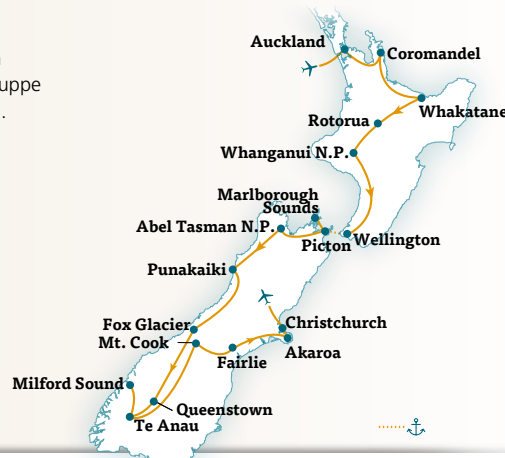 uppe
.
Auckland
Coromandel
Whakatane
Rotorua
Whanganui N.P.
Marlborough
Sounds
Abel Tasman N.P.
Picton
Wellington
Punakaiki
Christchurch
Fox Glacier
Mt. Cook
Akaroa
Fairlie
Milford Sound
Queenstown
Te Anau